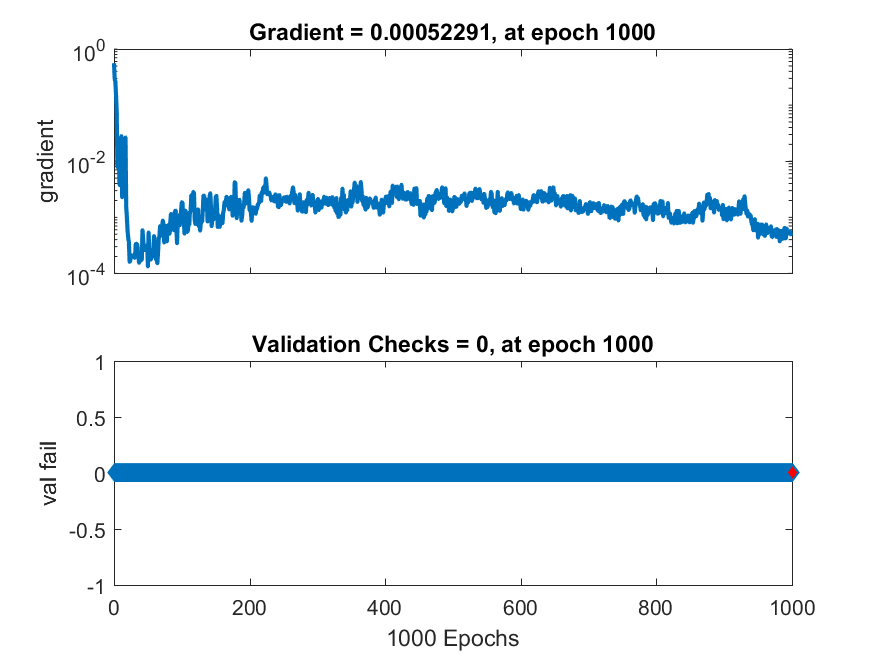 Gradient = 0.00052291, at epoch 1000
10^0
10^-2
10^-4
gradient
Validation Checks = 0, at epoch 1000
1
0.5
0
-0.5
-1
val fail
0 200 400 600 800 1000
1000 Epochs